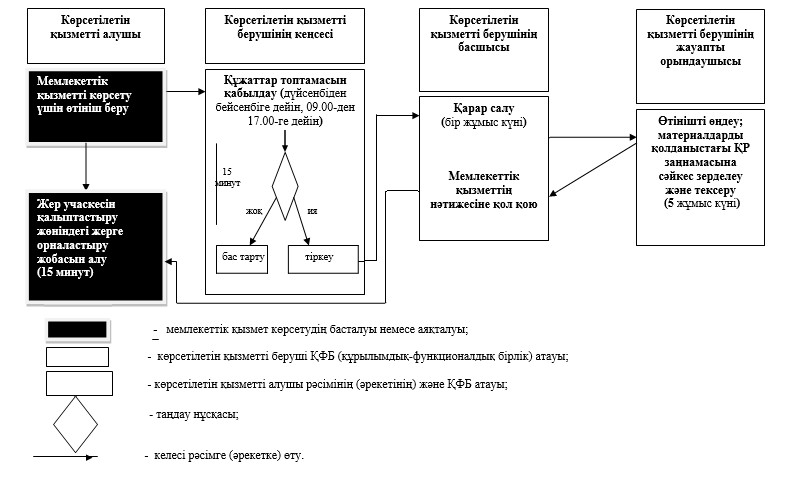 Көрсетілетін
қызметті алушы
Көрсетілетін қызметті
берушінің кеңсесі
Көрсетілетін
қызметті берушінің
басшысы
Көрсетілетін
қызметті берушінің
жауапты
орындаушысы
Мемлекеттік
қызметті көрсету
үшін өтініш беру
Құжаттар топтамасын
қабылдау (дүйсенбіден
бейсенбіге дейін, 09.00-ден
17.00-ге дейін)
15
минут
жоқ
ия
бас тарту
тіркеу
Қарар салу
(бір жұмыс күні)
Мемлекеттік
қызметтің
нәтижесіне қол қою
Өтінішті өңдеу;
материалдарды
қолданыстағы ҚР
заңнамасына
сәйкес зерделеу
және тексеру
(5 жұмыс күні)
Жер учаскесін
қалыптастыру
жөніндегі жерге
орналастыру
жобасын алу
(15 минут)
- мемлекеттік қызмет көрсетудің басталуы немесе аяқталуы;
- көрсетілетін қызметті беруші ҚФБ (құрылымдық-функционалдық бірлік) атауы;
- көрсетілетін қызметті алушы рәсімінің (әрекетінің) және ҚФБ атауы;
- таңдау нұсқасы;
- келесі рәсімге (әрекетке) өту.